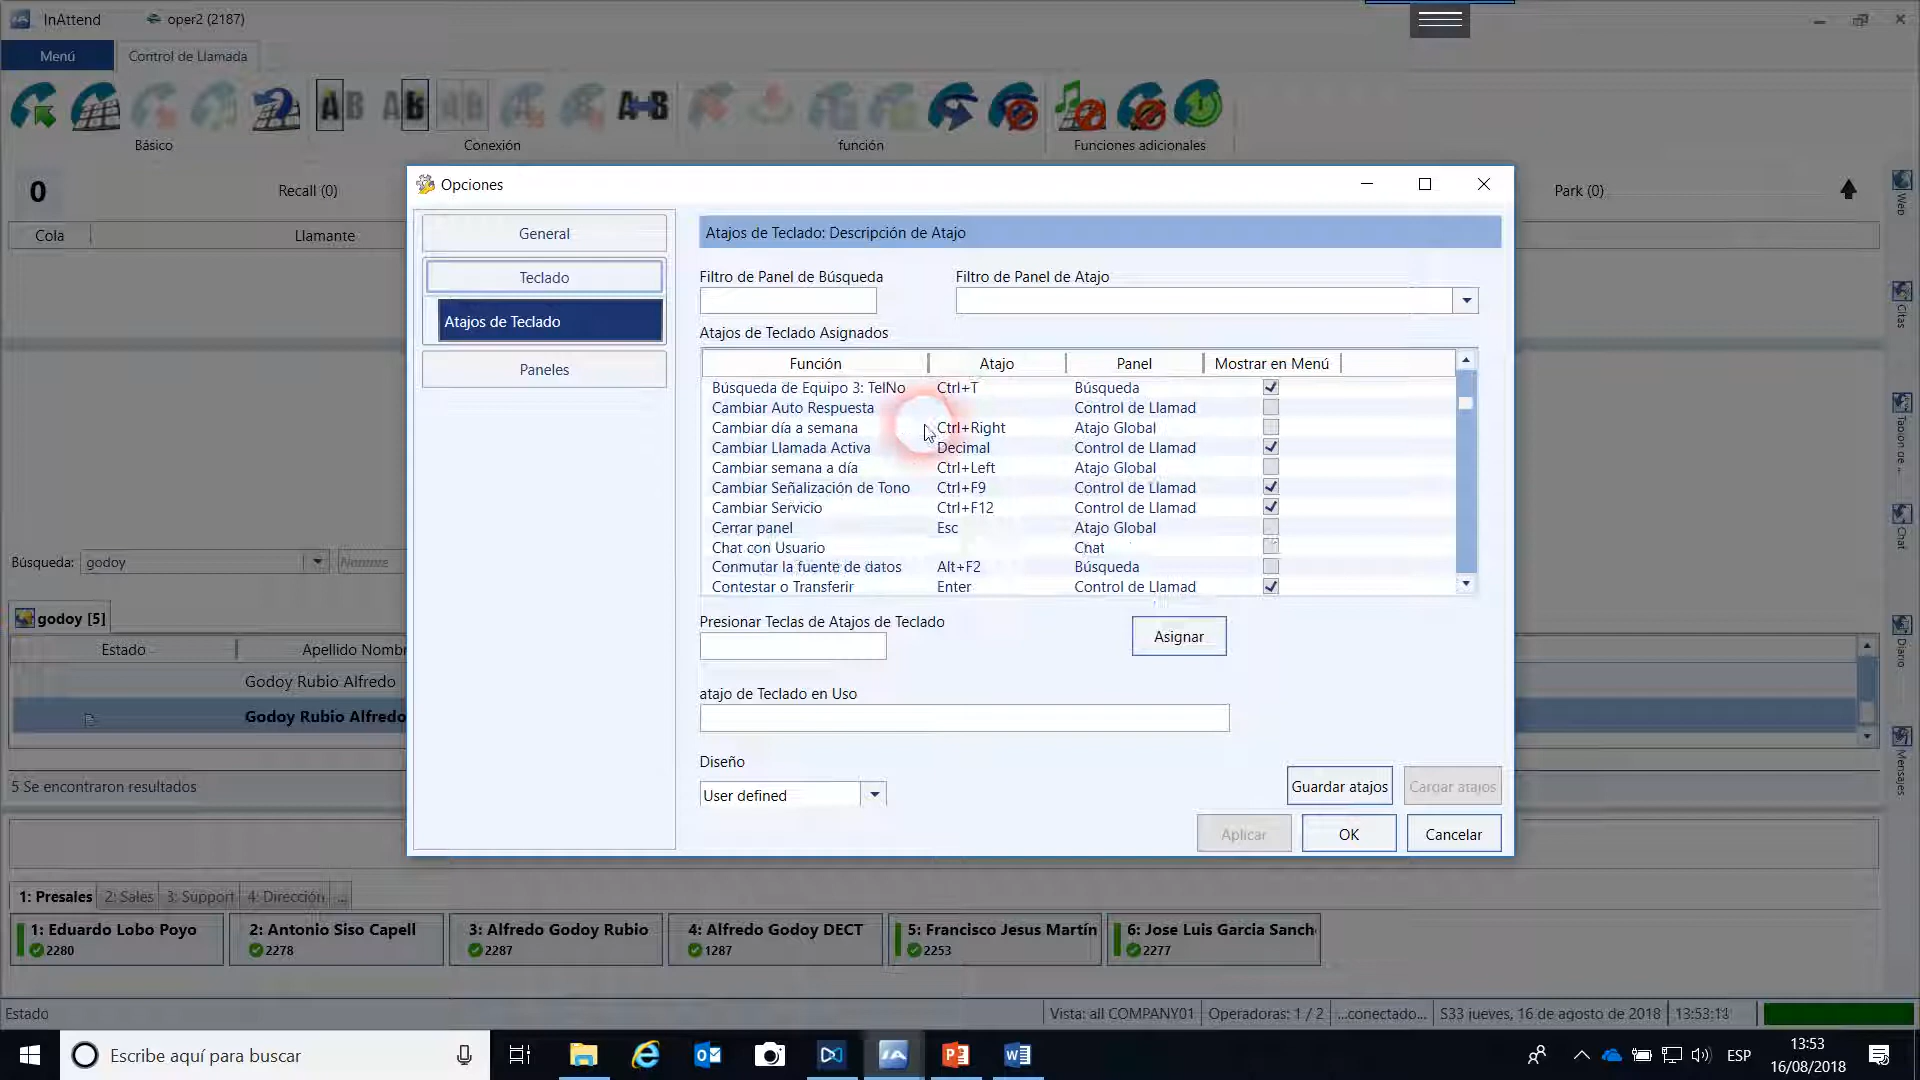 InAttend
oper2 (2187)
Menú
Control de Llamada
Básico
Conexión
función
Funciones adicionales
0
Recall (0)
Park (0)
Cola
Llamante
Web
Citas
Chat
Diario
Mensajes
Opciones
General
Teclado
Atajos de Teclado
Paneles
Atajos de Teclado: Descripción de Atajo
Filtro de Panel de Búsqueda
Filtro de Panel de Atajo
Atajos de Teclado Asignados
Función Atajo Panel Mostrar en Menú
Búsqueda de Equipo 3: TelNo Ctrl+T Búsqueda
Cambiar Auto Respuesta Control de Llamad
Cambiar día a semana Ctrl+Right Atajo Global
Cambiar Llamada Activa Decimal Control de Llamad
Cambiar semana a día Ctrl+Left Atajo Global
Cambiar Señalización de Tono Ctrl+F9 Control de Llamad
Cambiar Servicio Ctrl+F12 Control de Llamad
Cerrar panel Esc Atajo Global
Chat con Usuario Chat
Conmutar la fuente de datos Alt+F2 Búsqueda
Contestar o Transferir Enter Control de Llamad
Presionar Teclas de Atajos de Teclado
Asignar
atajo de Teclado en Uso
Diseño
User defined
Guardar atajos
Cargar atajos
Aplicar
OK
Cancelar
Búsqueda: godoy
Nombre
godoy [5]
Estado
Apellido Nombr
Godoy Rubio Alfredo
Godoy Rubio Alfredo
5 Se encontraron resultados
1: Presales 2: Sales 3: Support 4: Dirección ...
1: Eduardo Lobo Poyo
2280
2: Antonio Siso Capell
2278
3: Alfredo Godoy Rubio
2287
4: Alfredo Godoy DECT
1287
5: Francisco Jesus Martín
2253
6: Jose Luis Garcia Sanch
2277
Estado
Vista: all COMPANY01
Operadoras: 1 / 2
...conectado...
S33 jueves, 16 de agosto de 2018
Escribe aquí para buscar
ESP
13:53
16/08/2018